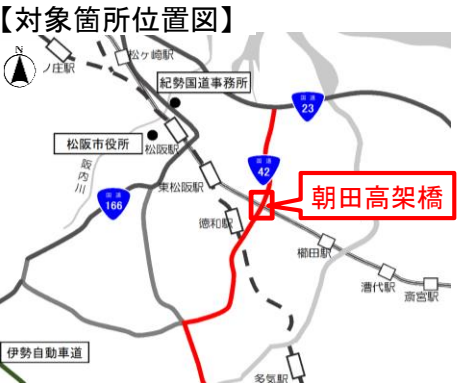 【対象箇所位置図】
N
ノ庄駅
松ヶ崎駅
紀勢国道事務所
国道
23
松阪市役所
松阪駅
阪内川
東松阪駅
国道
42
国道
166
朝田高架橋
徳和駅
櫛田駅
漕代駅
斎宮駅
伊勢自動車道
多気駅